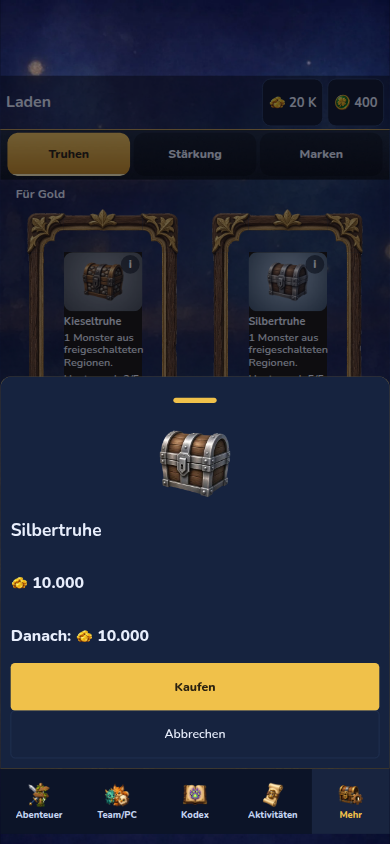 Laden
20 K
400
Truhen
Stärkung
Marken
Für Gold
i
i
Kieseltruhe
Silbertruhe
1 Monster aus
freigeschalteten
Regionen.
1 Monster aus
freigeschalteten
Regionen.
Silbertruhe
10.000
Danach: 10.000
Kaufen
Abbrechen
Abenteuer
Team/PC
Kodex
Aktivitäten
Mehr